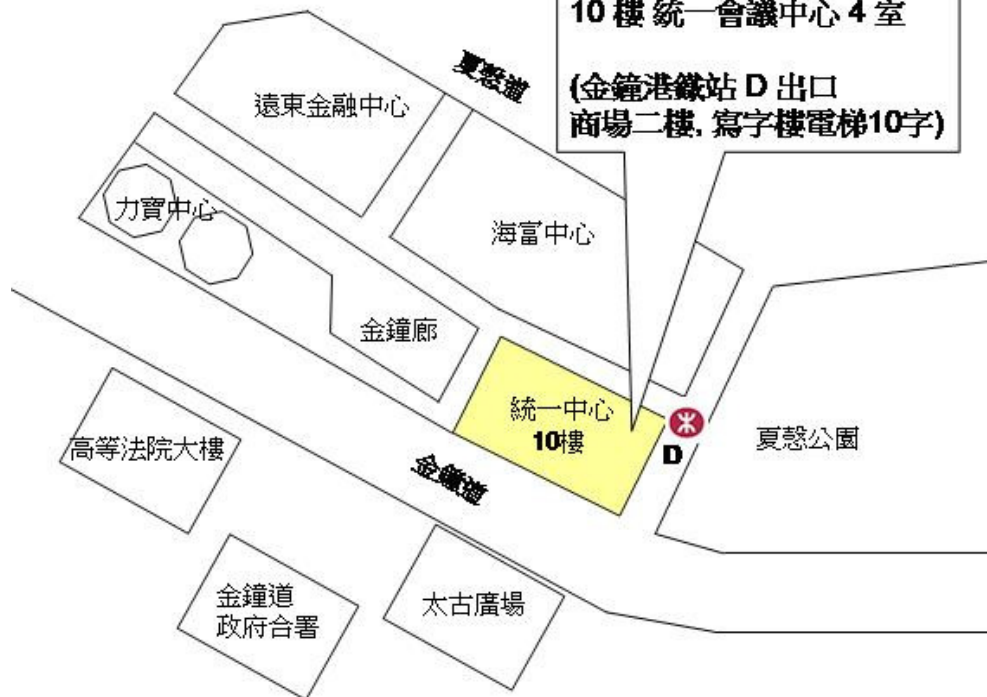 10 樓 統一會議中心 4 室
(金鐘港鐵站 D 出口
商場二樓, 寫字樓電梯10字)
夏慤道
遠東金融中心
力寶中心
海富中心
金鐘廊
統一中心
10樓
D
夏慤公園
高等法院大樓
金鐘道
金鐘道
政府合署
太古廣場